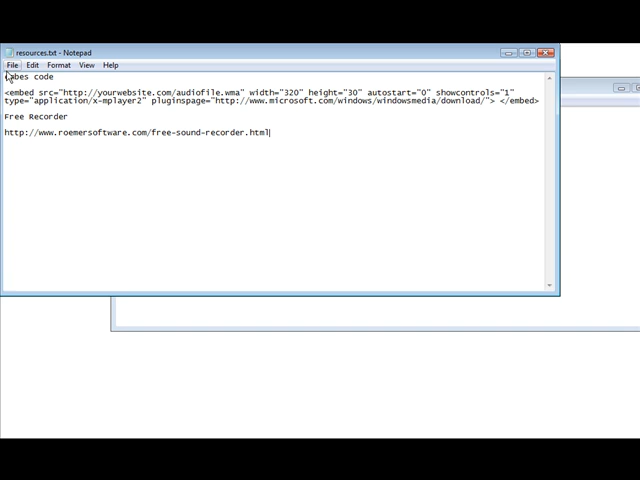 resources.txt - Notepad
File Edit Format View Help
code
<embed src="http://yourwebsite.com/audiofile.wma" width="320" height="30" autostart="0" showcontrols="1"
type="application/x-mplayer2" pluginspage="http://www.microsoft.com/windows/windowsmedia/download/"> </embed>
Free Recorder
http://www.roemersoftware.com/free-sound-recorder.html